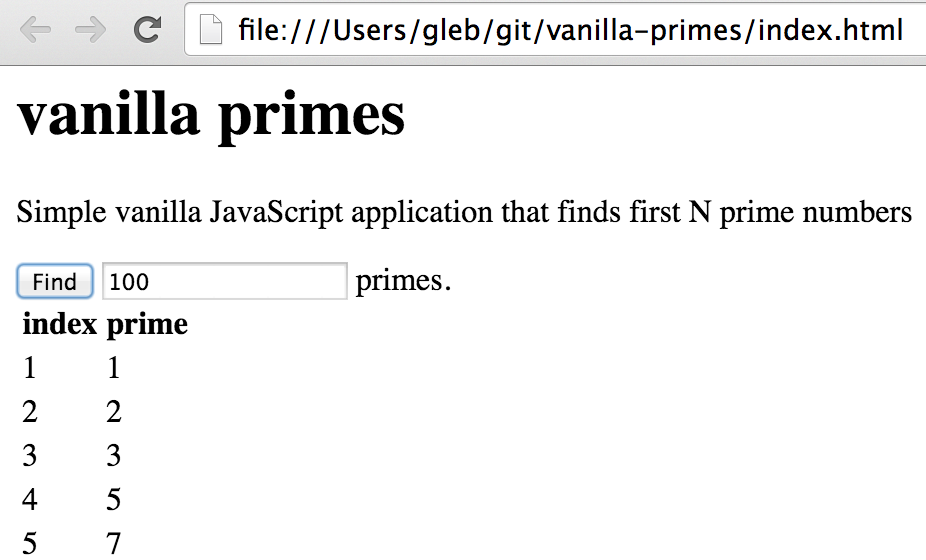 file:///Users/gleb/git/vanilla-primes/index.html
vanilla primes
Simple vanilla JavaScript application that finds first N prime numbers
Find 100 primes.
index prime
1 1
2 2
3 3
4 5
5 7